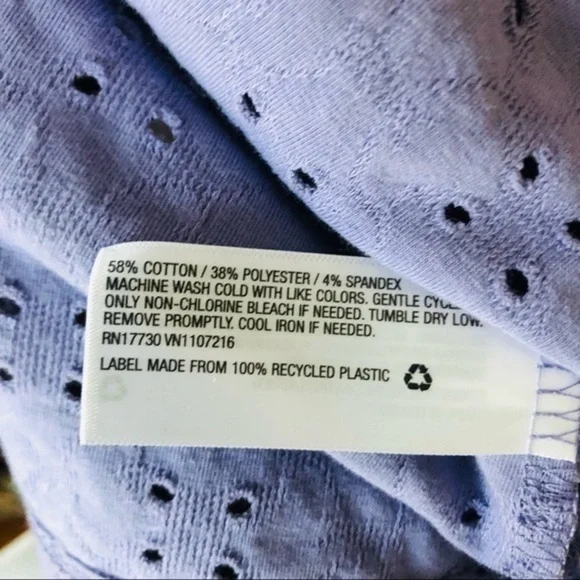 58% COTTON / 38% POLYESTER / 4% SPANDEX
MACHINE WASH COLD WITH LIKE COLORS. GENTLE CYCLE
ONLY NON-CHLORINE BLEACH IF NEEDED. TUMBLE DRY LOW.
REMOVE PROMPTLY. COOL IRON IF NEEDED.
RN17730 VN1107216
LABEL MADE FROM 100% RECYCLED PLASTIC